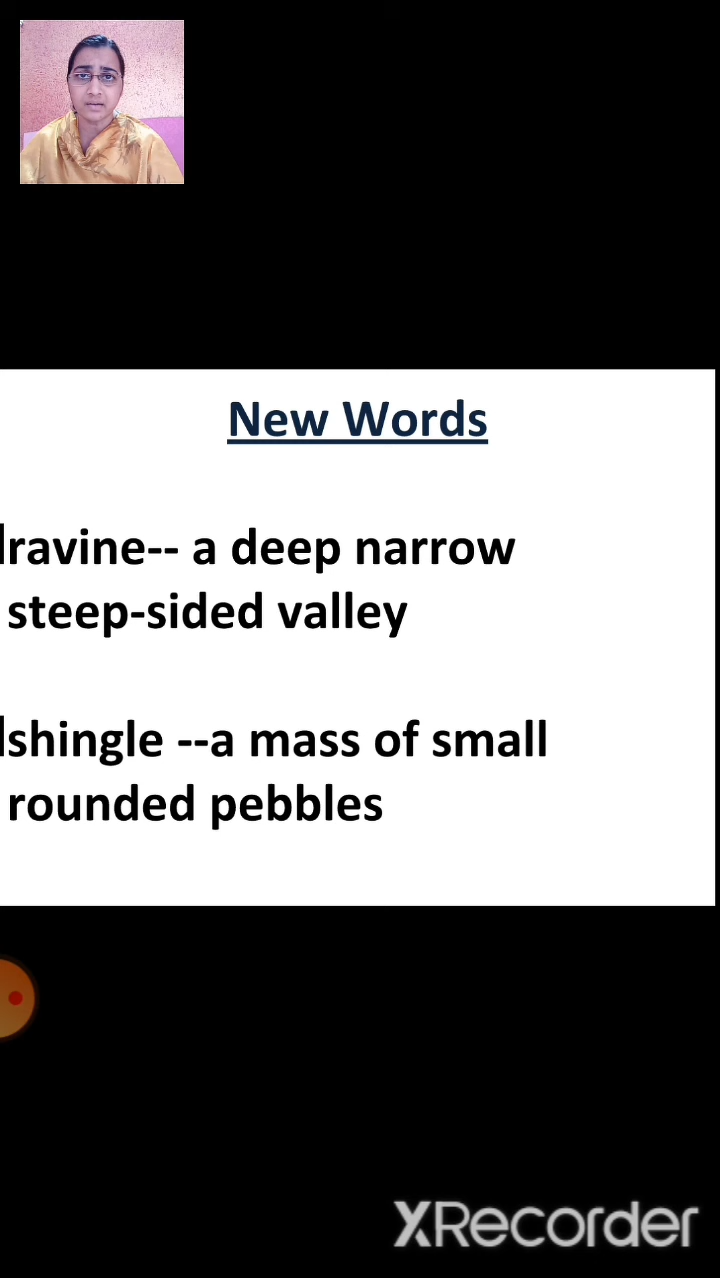 New Words
ravine-- a deep narrow
steep-sided valley
shingle --a mass of small
rounded pebbles
XRecorder